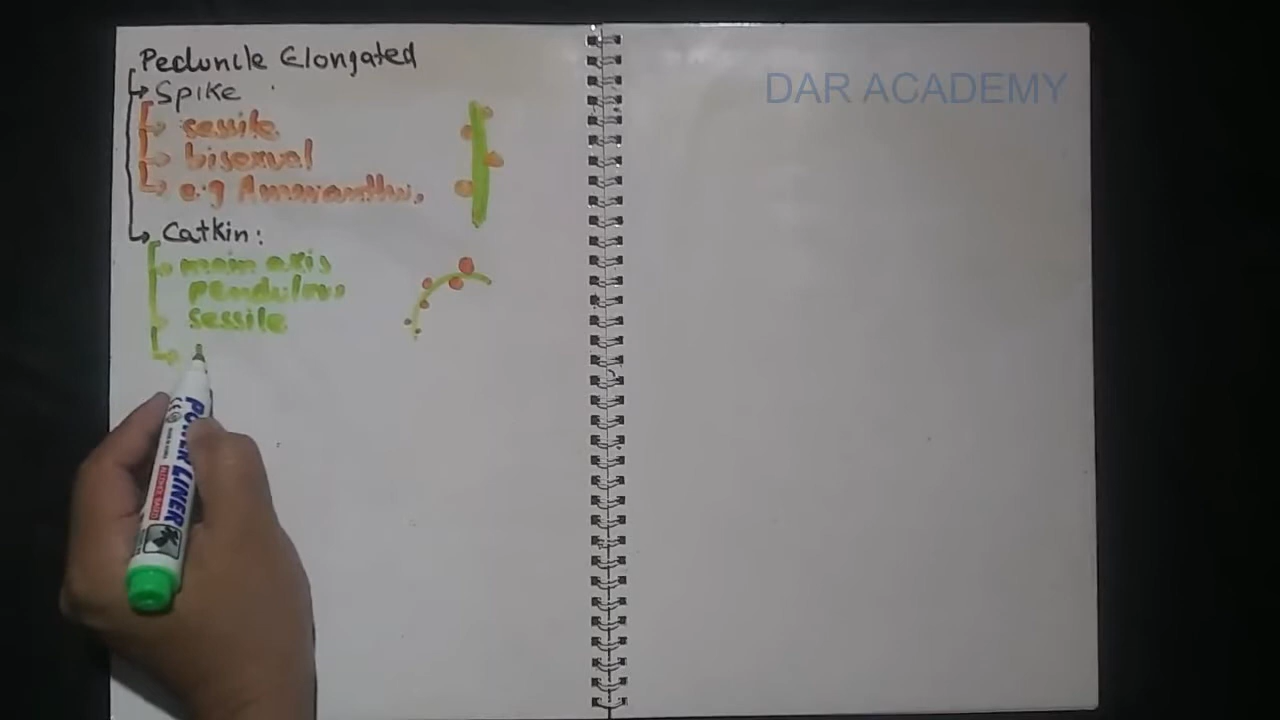 Peduncle Elongated
Spike
sessile
bisexual
e.g Amaranthus
Catkin:
main axis
pendulous
sessile
DAR ACADEMY
POWER LINER